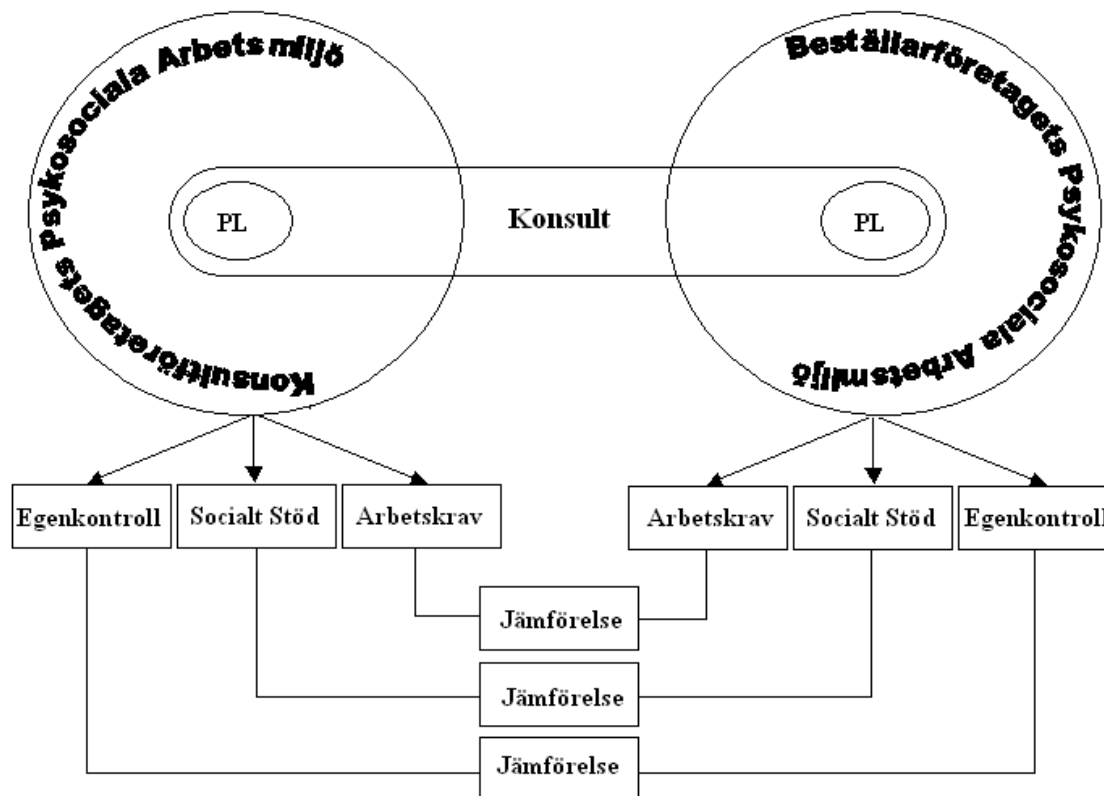 Konsultföretagets Psykosociala Arbetsmiljö
Beställarföretagets Psykosociala Arbetsmiljö
PL
Konsult
PL
Egenkontroll
Socialt Stöd
Arbetskrav
Arbetskrav
Socialt Stöd
Egenkontroll
Jämförelse
Jämförelse
Jämförelse